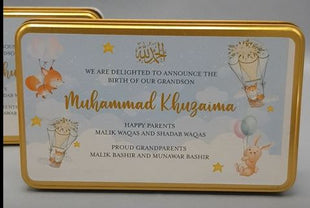 الحمد لله
WE ARE DELIGHTED TO ANNOUNCE THE
BIRTH OF OUR GRANDSON
Muhammad Khuzaima
HAPPY PARENTS
MALIK WAQAS AND SHADAB WAQAS
PROUD GRANDPARENTS
MALIK BASHIR AND MUNAWAR BASHIR